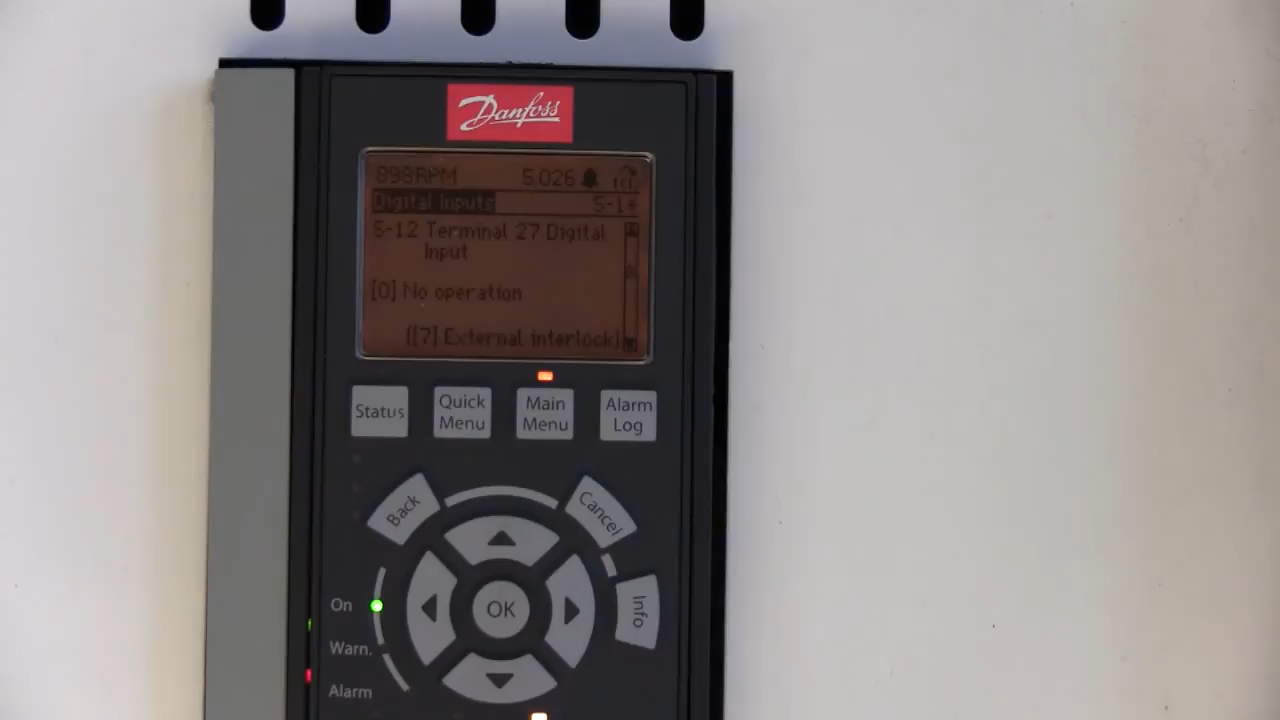 Danfoss
898RPM 5.026
Digital Inputs 5-1*
5-12 Terminal 27 Digital
Input
[0] No operation
([7] External interlock)
Status
Quick
Menu
Main
Menu
Alarm
Log
Back
Cancel
OK
Info
On
Warn.
Alarm